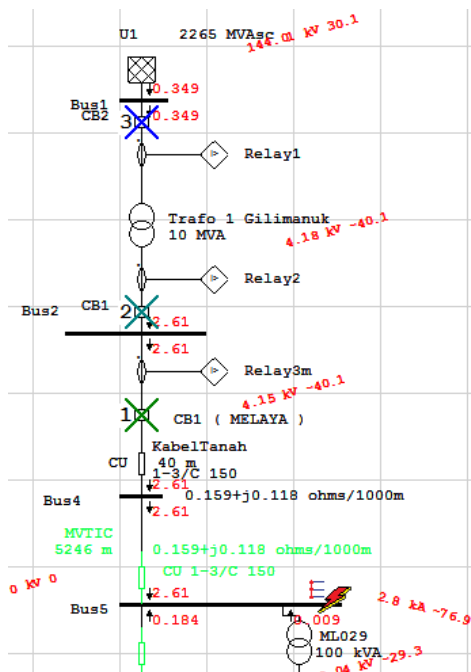 U1 2265 MVAsc
144.01 kV 30.1
0.349
Bus1
CB2
0.349
3
Relay1
Trafo 1 Gilimanuk
10 MVA
4.18 kV -40.1
Relay2
CB1
2
Bus2
2.61
2.61
Relay3m
4.15 kV -40.1
1
CB1 ( MELAYA )
KabelTanah
CU 40 m
1-3/C 150
2.61
Bus4
0.159+j0.118 ohms/1000m
2.61
MVTIC
5246 m 0.159+j0.118 ohms/1000m
CU 1-3/C 150
0 kV 0
2.61
2.8 kA -76.9
Bus5
0.184
0.009
ML029
100 kVA
04 kV -29.3